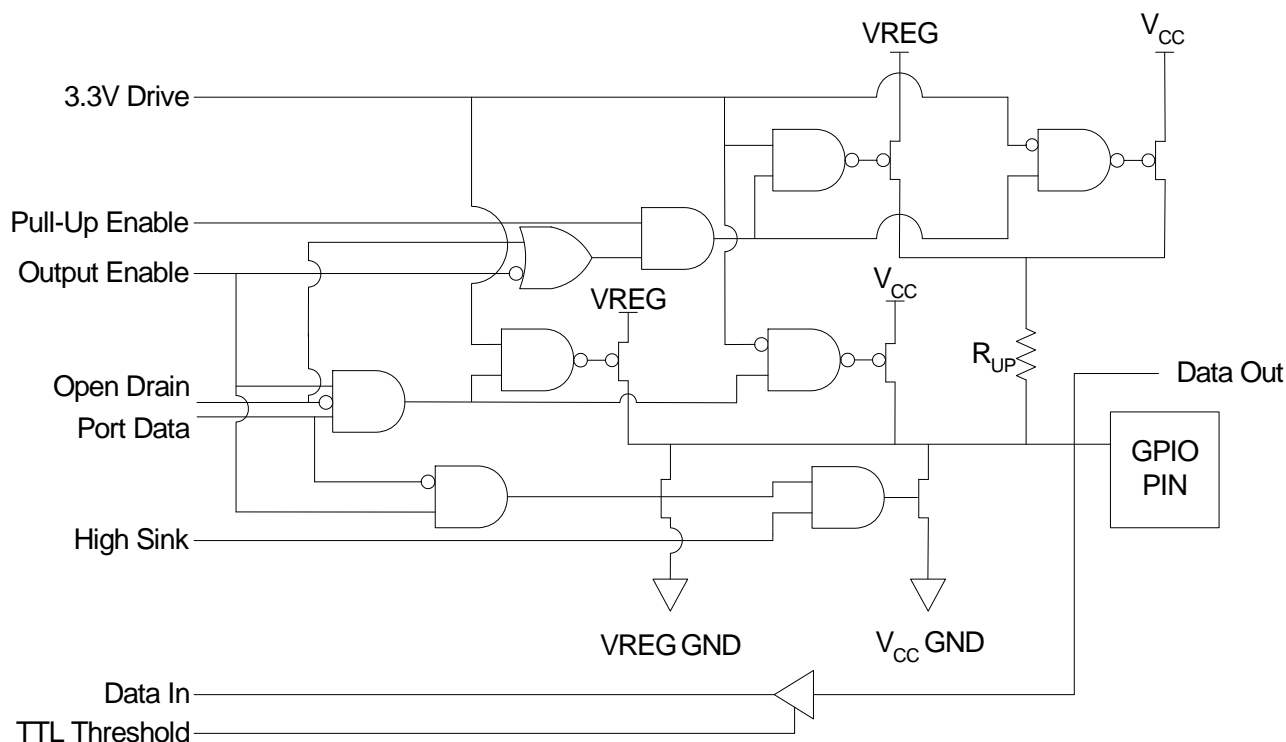 VREG
VCC
3.3V Drive
Pull-Up Enable
Output Enable
VREG
VCC
RUP
Open Drain
Data Out
Port Data
GPIO
PIN
High Sink
VREG GND
VCC GND
Data In
TTL Threshold